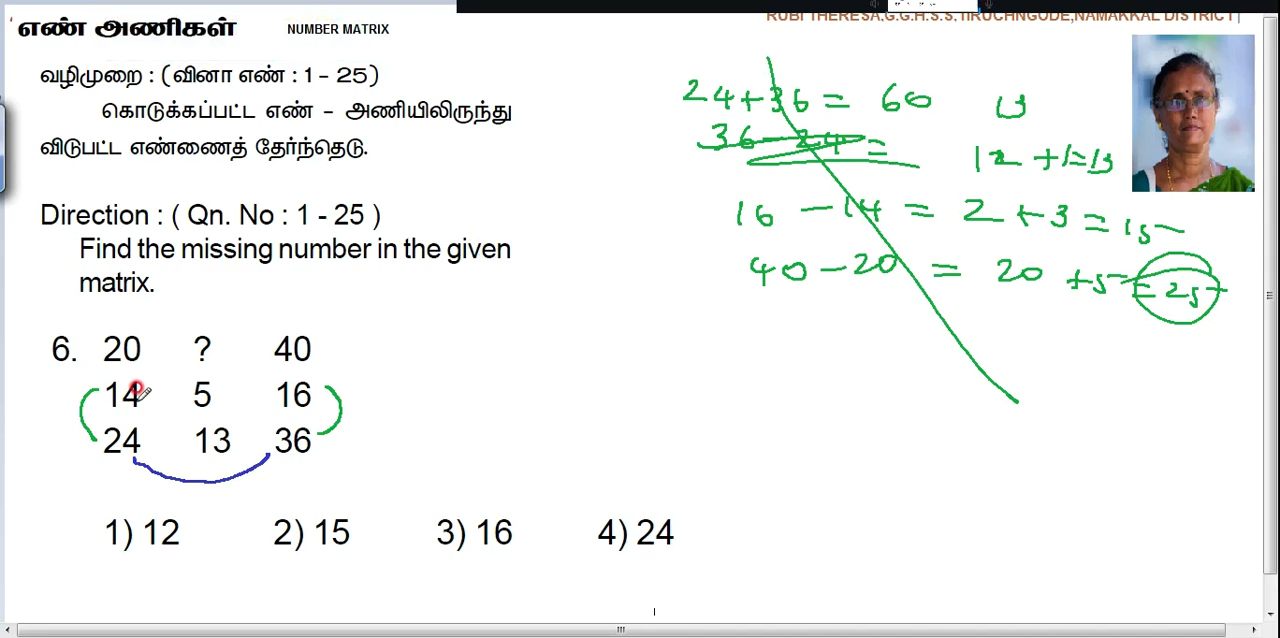 RUBI THERESA,G.G.H.S.S,TIRUCHNGODE,NAMAKKAL DISTRICT
எண் அணிகள் NUMBER MATRIX
வழிமுறை : (வினா எண் : 1 - 25)
கொடுக்கப்பட்ட எண் - அணியிலிருந்து
விடுபட்ட எண்ணைத் தேர்ந்தெடு.
Direction : ( Qn. No : 1 - 25 )
Find the missing number in the given
matrix.
6. 20 ? 40
14 5 16
24 13 36
1) 12 2) 15 3) 16 4) 24
24+36 = 60
36 - 24 =
12 +1=13
16 - 14 = 2 +3 = 15
40 - 20 = 20 +5 = 25